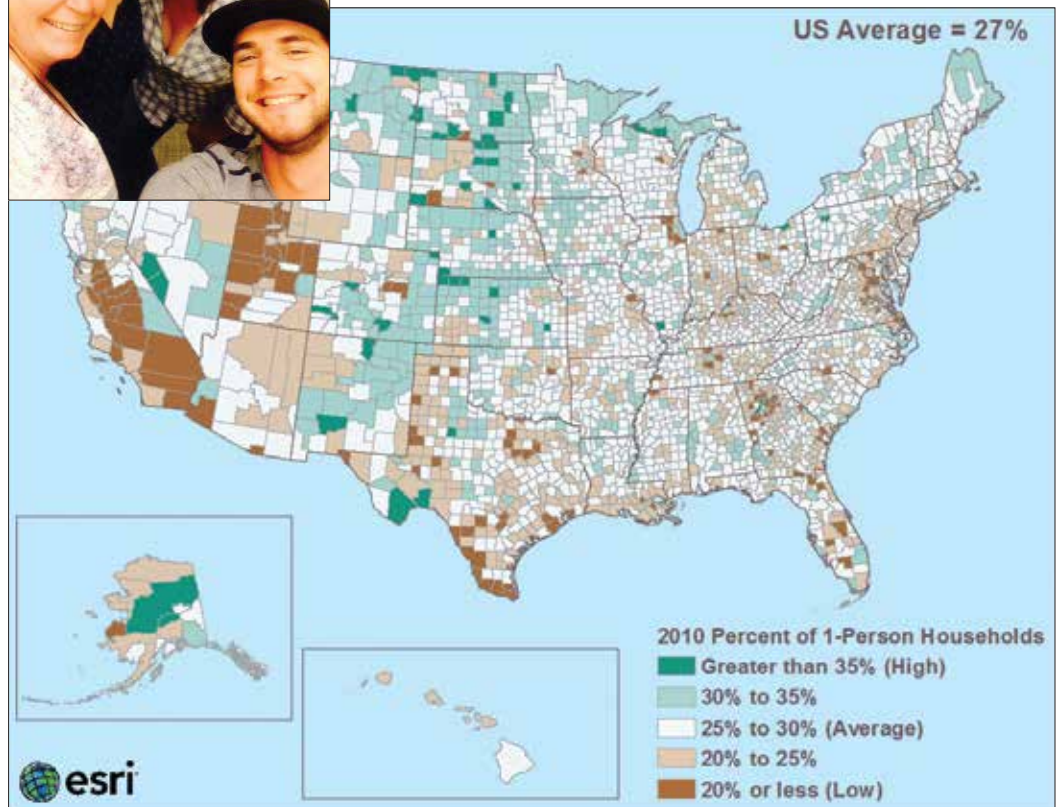 US Average = 27%
2010 Percent of 1-Person Households
Greater than 35% (High)
30% to 35%
25% to 30% (Average)
20% to 25%
20% or less (Low)
esri